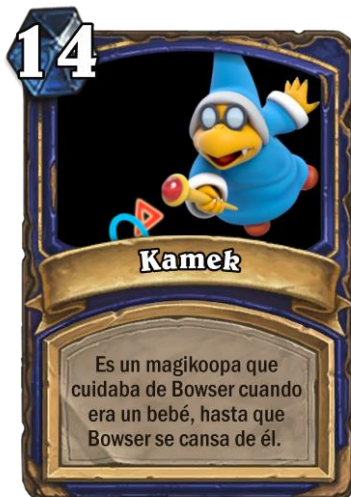 14
Kamek
Es un magikoopa que
cuidaba de Bowser cuando
era un bebé, hasta que
Bowser se cansa de él.